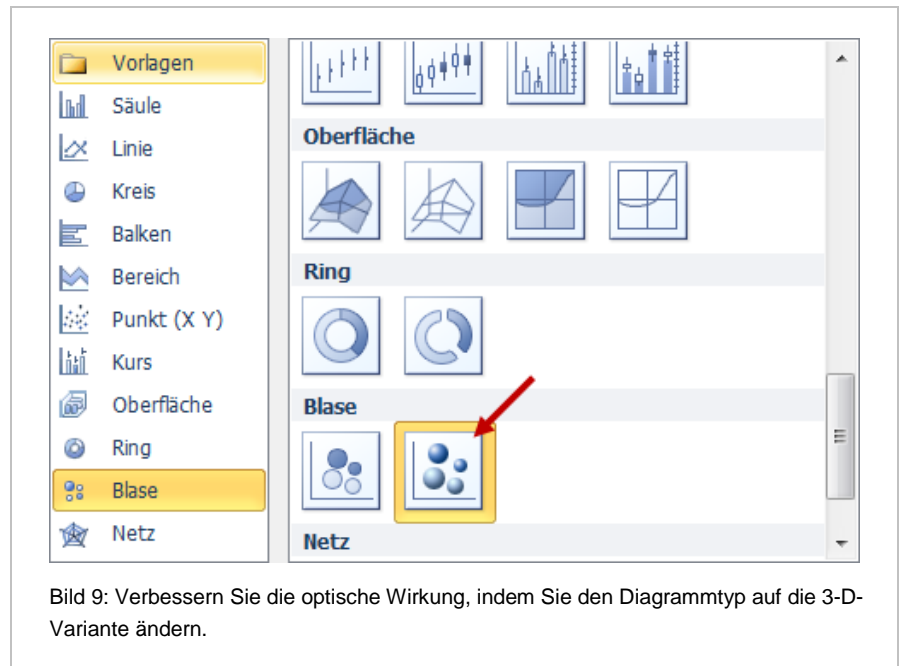 Vorlagen
Säule
Linie
Kreis
Balken
Bereich
Punkt (X Y)
Kurs
Oberfläche
Ring
Blase
Netz
Oberfläche
Ring
Blase
Netz
Bild 9: Verbessern Sie die optische Wirkung, indem Sie den Diagrammtyp auf die 3-D-
Variante ändern.